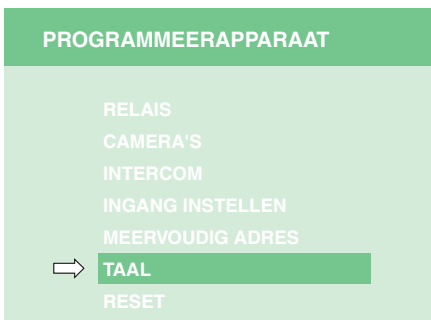 PROGRAMMEERAPPARAAT
RELAIS
CAMERA'S
INTERCOM
INGANG INSTELLEN
MEERVOUDIG ADRES
TAAL
RESET